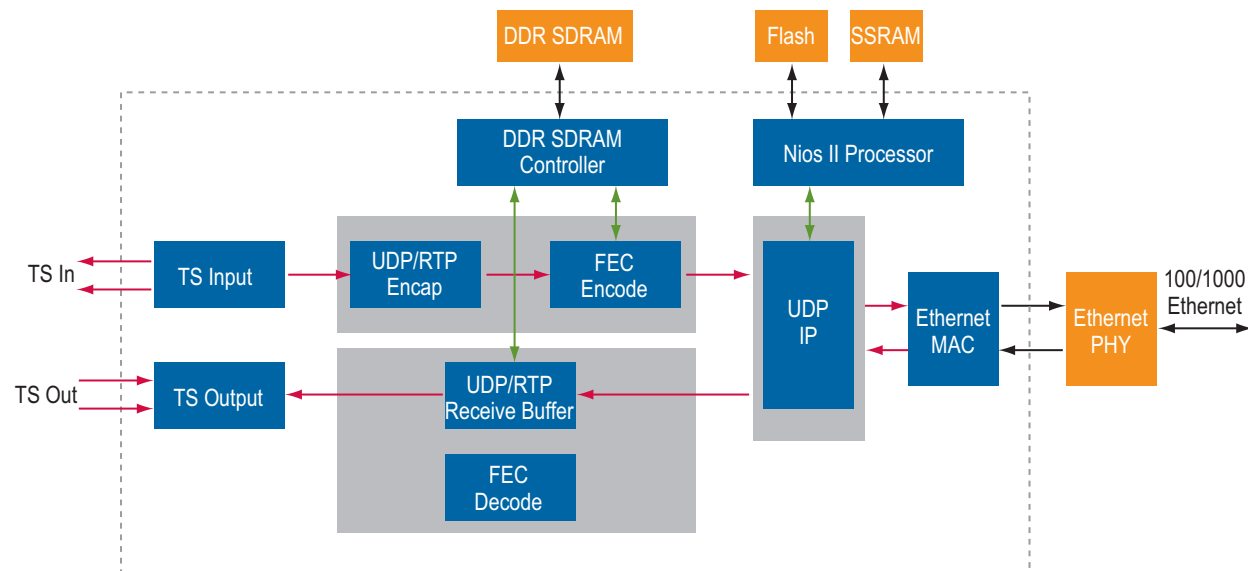 DDR SDRAM
Flash
SSRAM
DDR SDRAM
Controller
Nios II Processor
TS In
TS Input
UDP/RTP
Encap
FEC
Encode
UDP
IP
Ethernet
MAC
Ethernet
PHY
100/1000
Ethernet
TS Out
TS Output
UDP/RTP
Receive Buffer
FEC
Decode